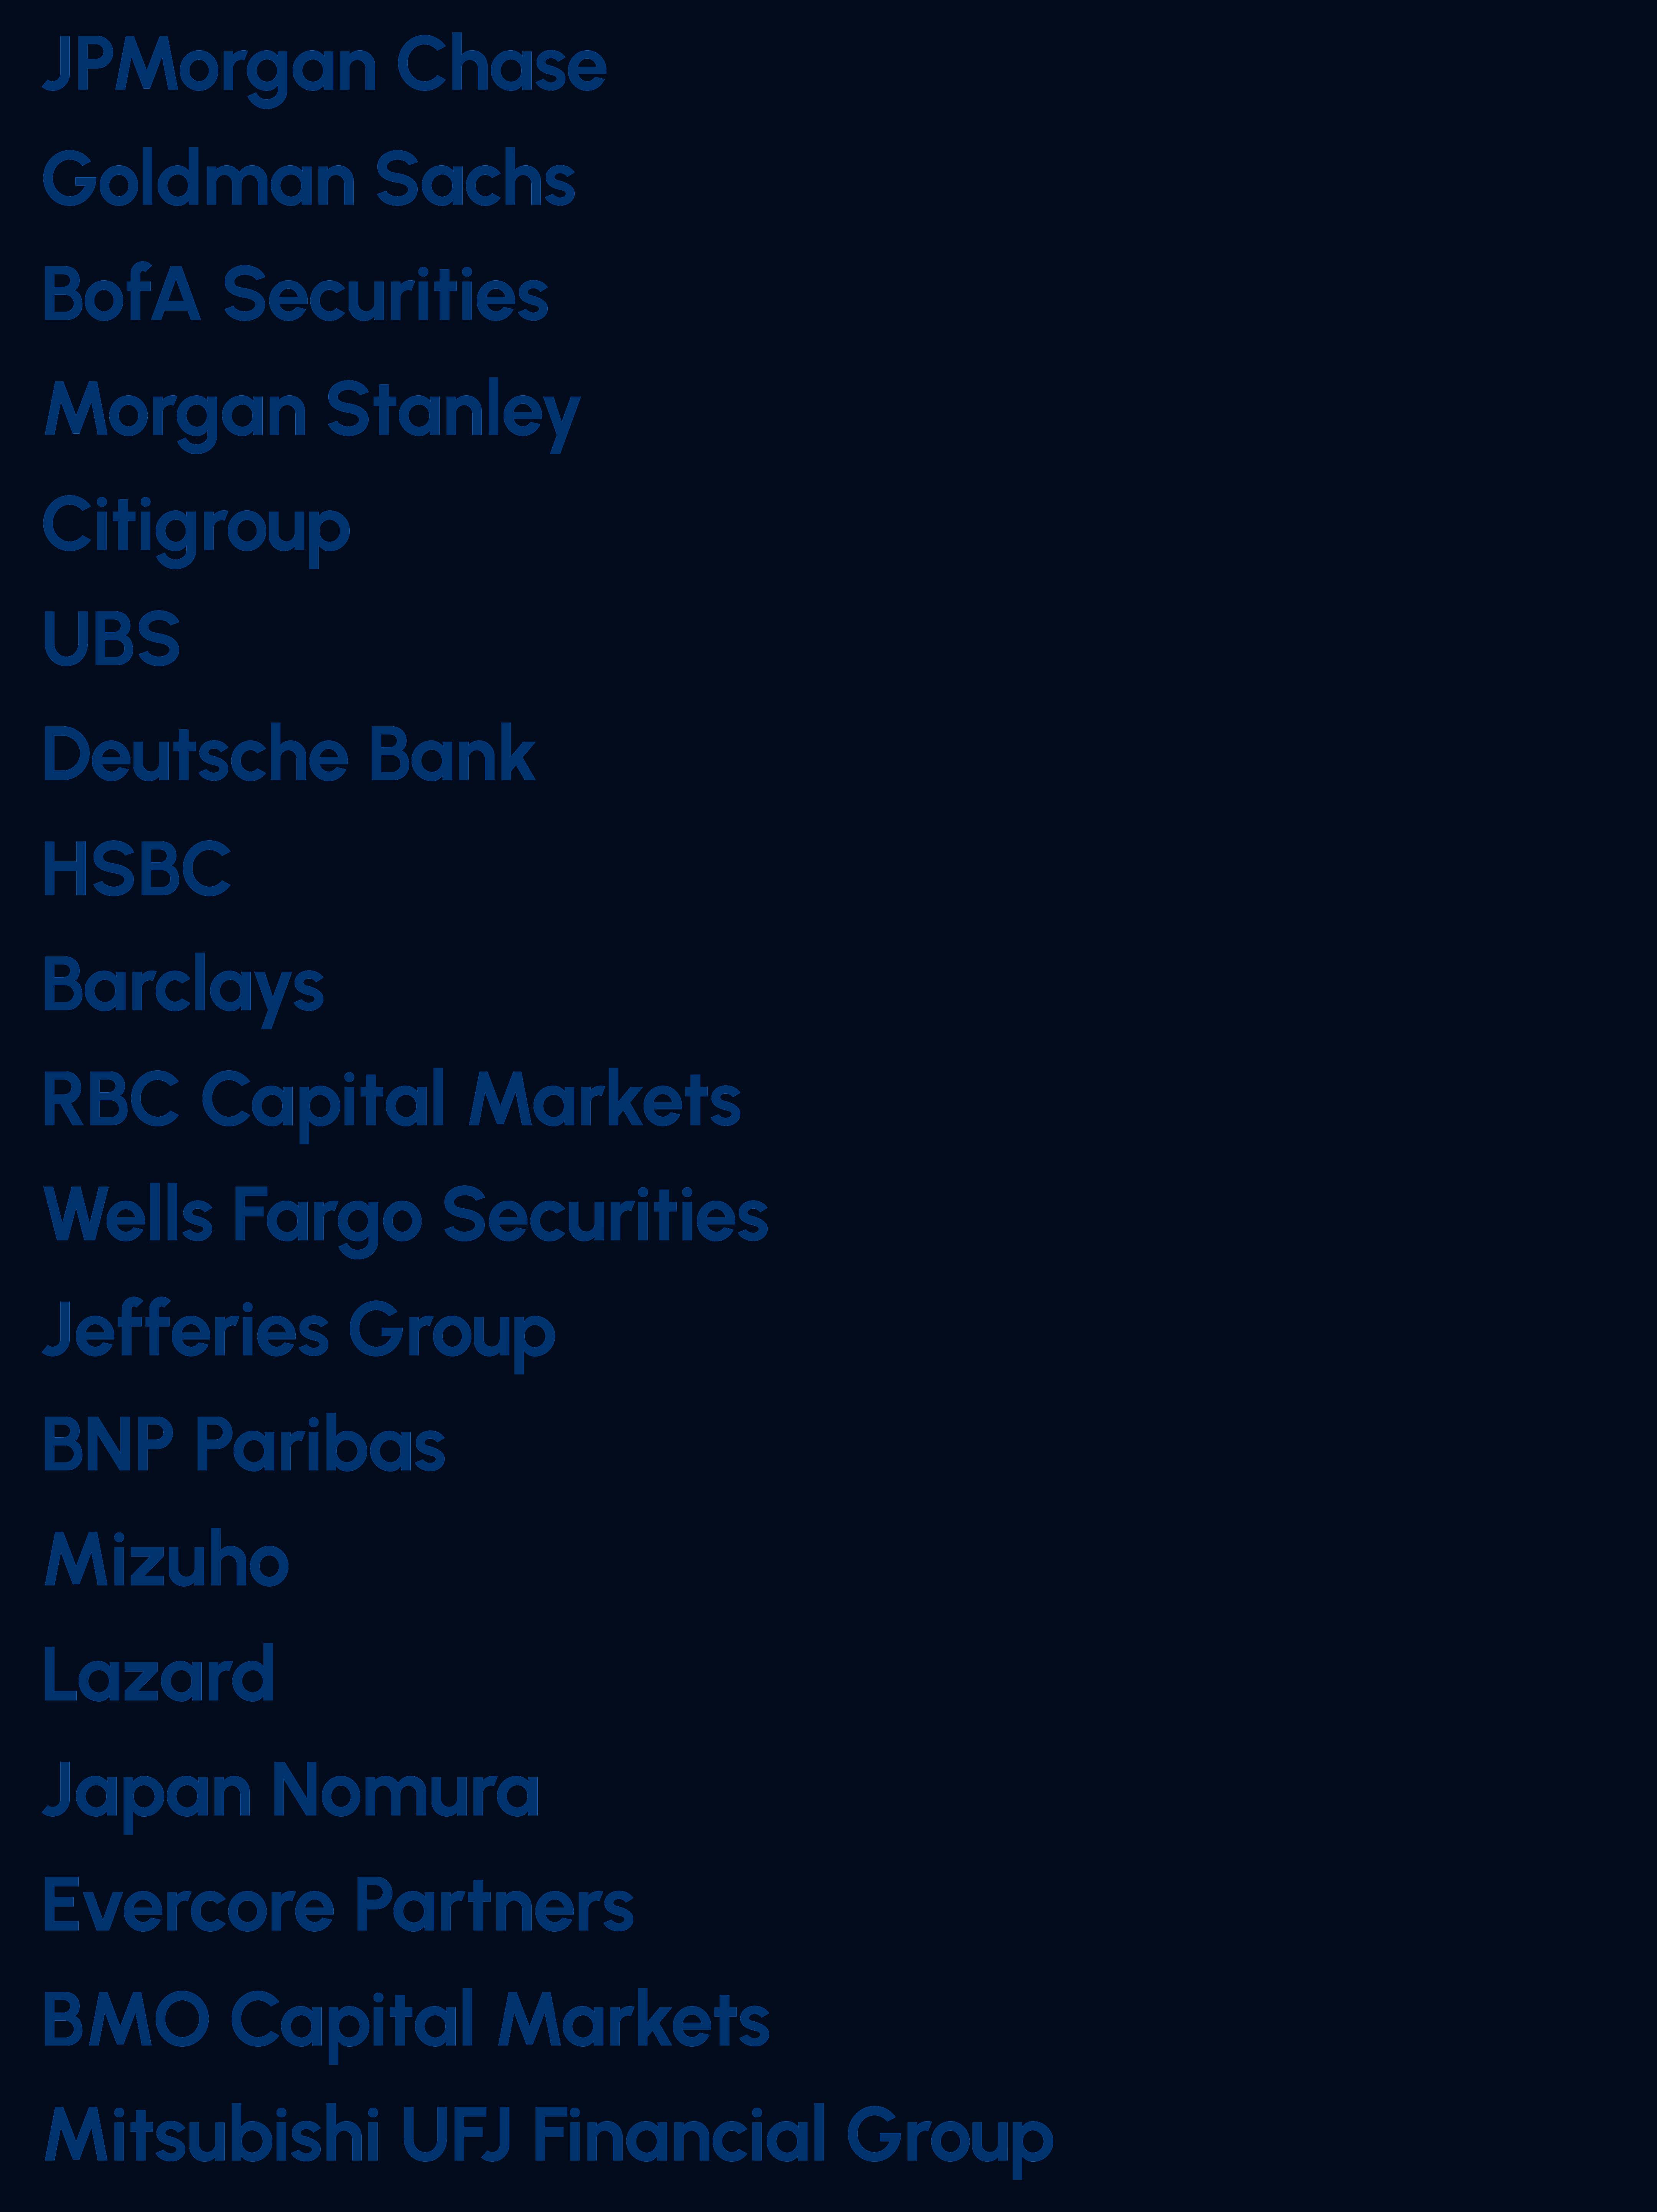 JPMorgan Chase
Goldman Sachs
BofA Securities
Morgan Stanley
Citigroup
UBS
Deutsche Bank
HSBC
Barclays
RBC Capital Markets
Wells Fargo Securities
Jefferies Group
BNP Paribas
Mizuho
Lazard
Japan Nomura
Evercore Partners
BMO Capital Markets
Mitsubishi UFJ Financial Group